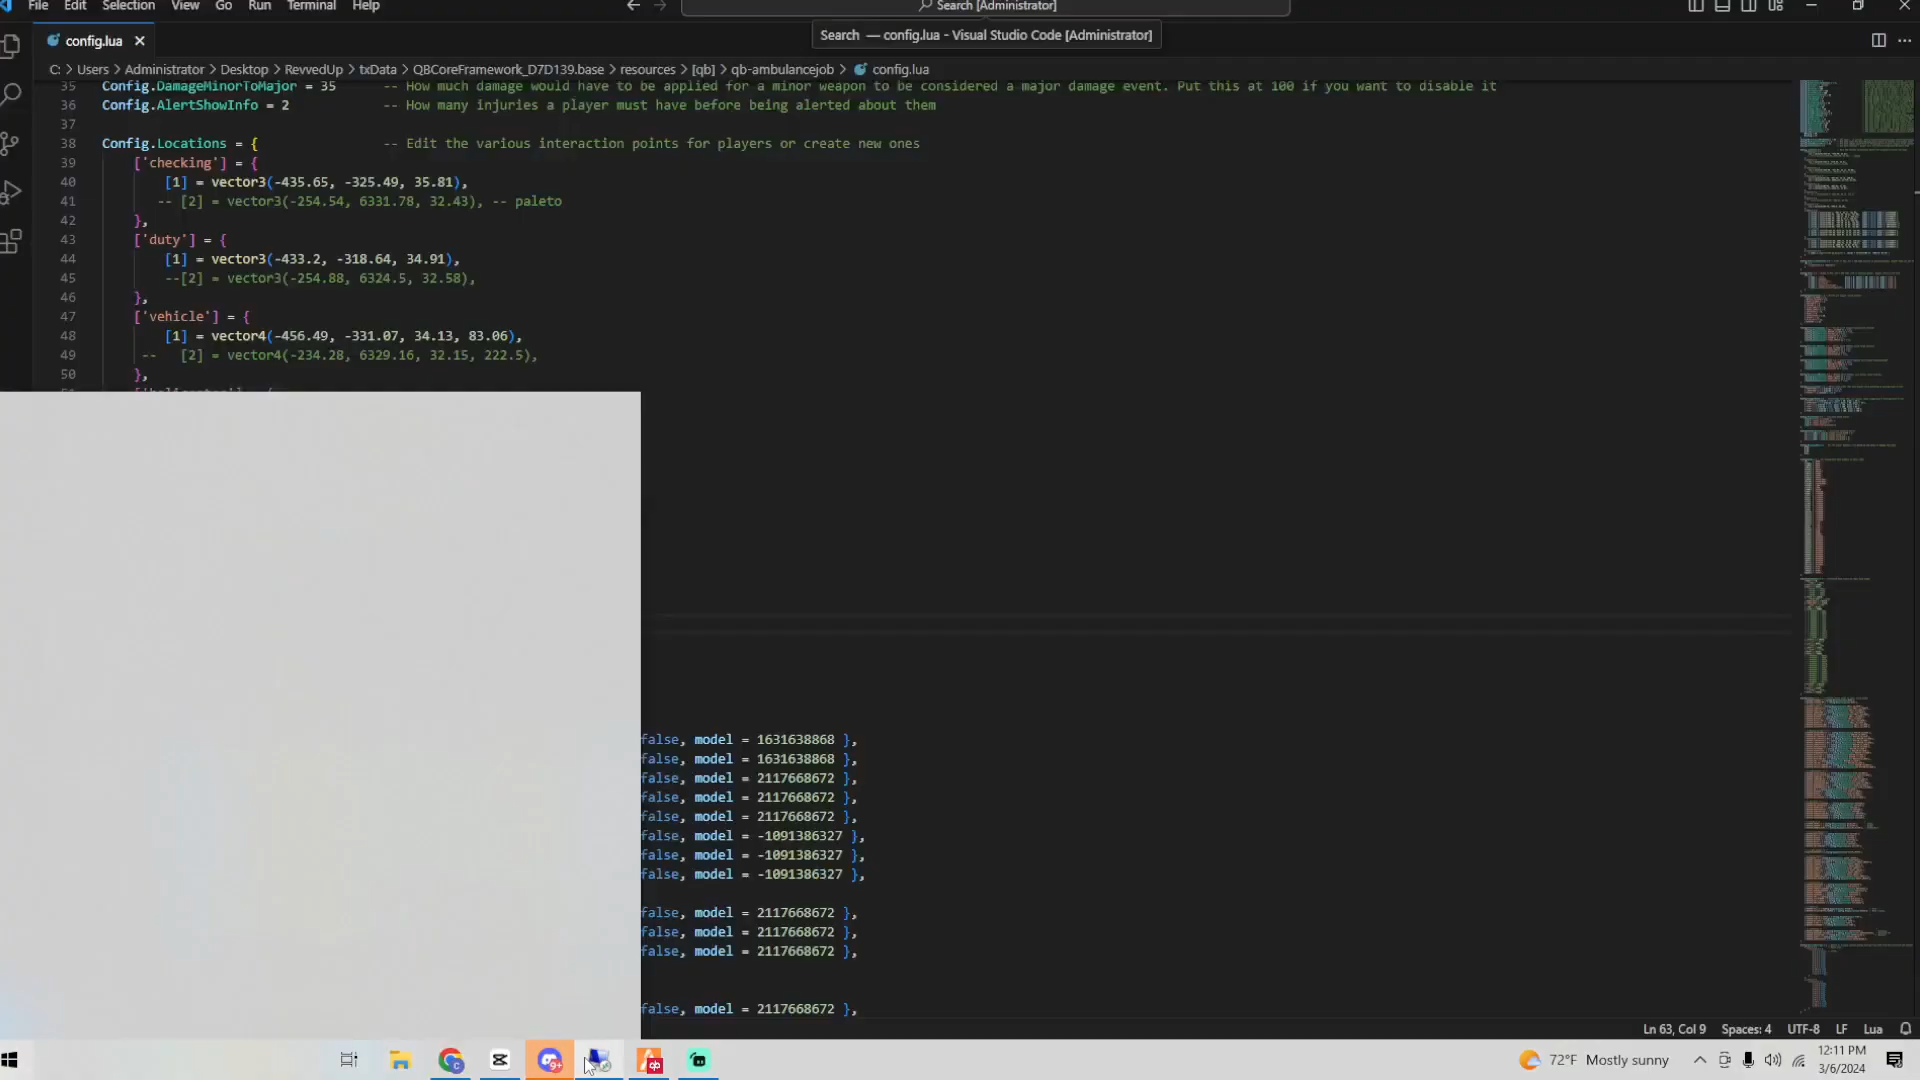 File Edit Selection View Go Run Terminal Help
Search [Administrator]
config.lua
Search — config.lua - Visual Studio Code [Administrator]
C: > Users > Administrator > Desktop > RevvedUp > txData > QBCoreFramework_D7D139.base > resources > [qb] > qb-ambulancejob > config.lua
35 Config.DamageMinorToMajor = 35 -- How much damage would have to be applied for a minor weapon to be considered a major damage event. Put this at 100 if you want to disable it
36 Config.AlertShowInfo = 2 -- How many injuries a player must have before being alerted about them
37
38 Config.Locations = { -- Edit the various interaction points for players or create new ones
39 ['checking'] = {
40 [1] = vector3(-435.65, -325.49, 35.81),
41 -- [2] = vector3(-254.54, 6331.78, 32.43), -- paleto
42 },
43 ['duty'] = {
44 [1] = vector3(-433.2, -318.64, 34.91),
45 --[2] = vector3(-254.88, 6324.5, 32.58),
46 },
47 ['vehicle'] = {
48 [1] = vector4(-456.49, -331.07, 34.13, 83.06),
49 -- [2] = vector4(-234.28, 6329.16, 32.15, 222.5),
50 },
false, model = 1631638868 },
false, model = 1631638868 },
false, model = 2117668672 },
false, model = 2117668672 },
false, model = 2117668672 },
false, model = -1091386327 },
false, model = -1091386327 },
false, model = -1091386327 },
false, model = 2117668672 },
false, model = 2117668672 },
false, model = 2117668672 },
false, model = 2117668672 },
Ln 63, Col 9 Spaces: 4 UTF-8 LF Lua
9+
qb
72°F Mostly sunny
12:11 PM
3/6/2024